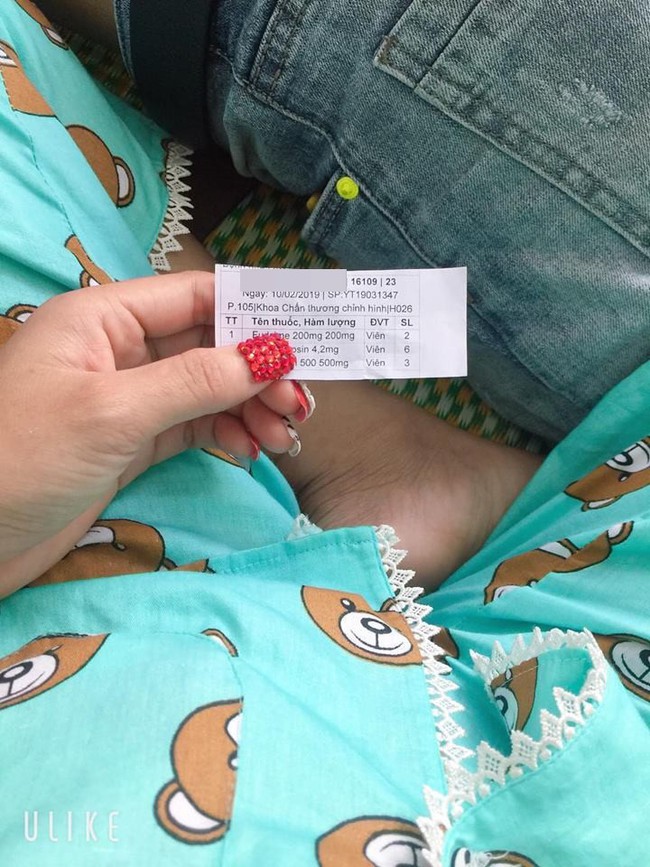 16109 | 23
Ngày: 10/02/2019 | SP:YT19031347
P.105|Khoa Chấn thương chỉnh hình|H026
TT Tên thuốc, Hàm lượng ĐVT SL
1 200mg 200mg Viên 2
4,2mg Viên 6
500 500mg Viên 3
ULIKE